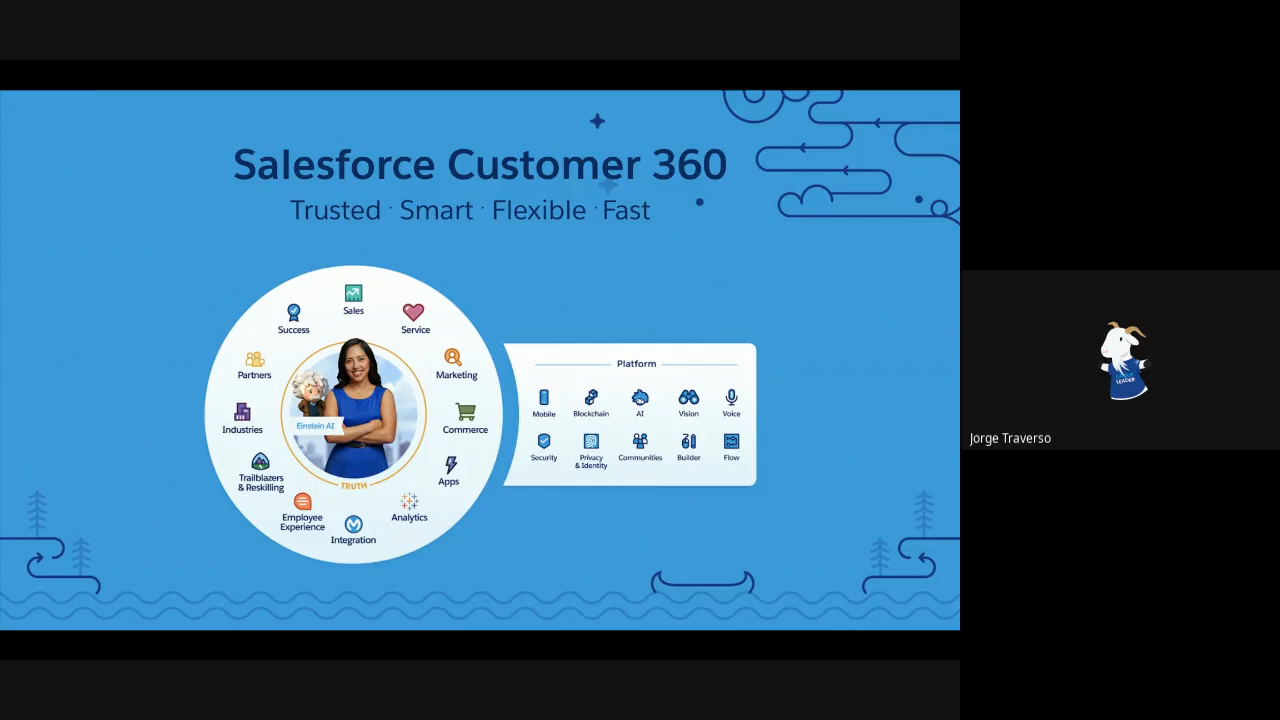 Salesforce Customer 360
Trusted · Smart · Flexible · Fast
Sales
Success
Service
Partners
Marketing
Einstein AI
Industries
Commerce
Trailblazers
& Reskilling
Apps
TRUTH
Employee
Experience
Analytics
Integration
Platform
Mobile
Blockchain
AI
Vision
Voice
Security
Privacy
& Identity
Communities
Builder
Flow
LEADER
Jorge Traverso